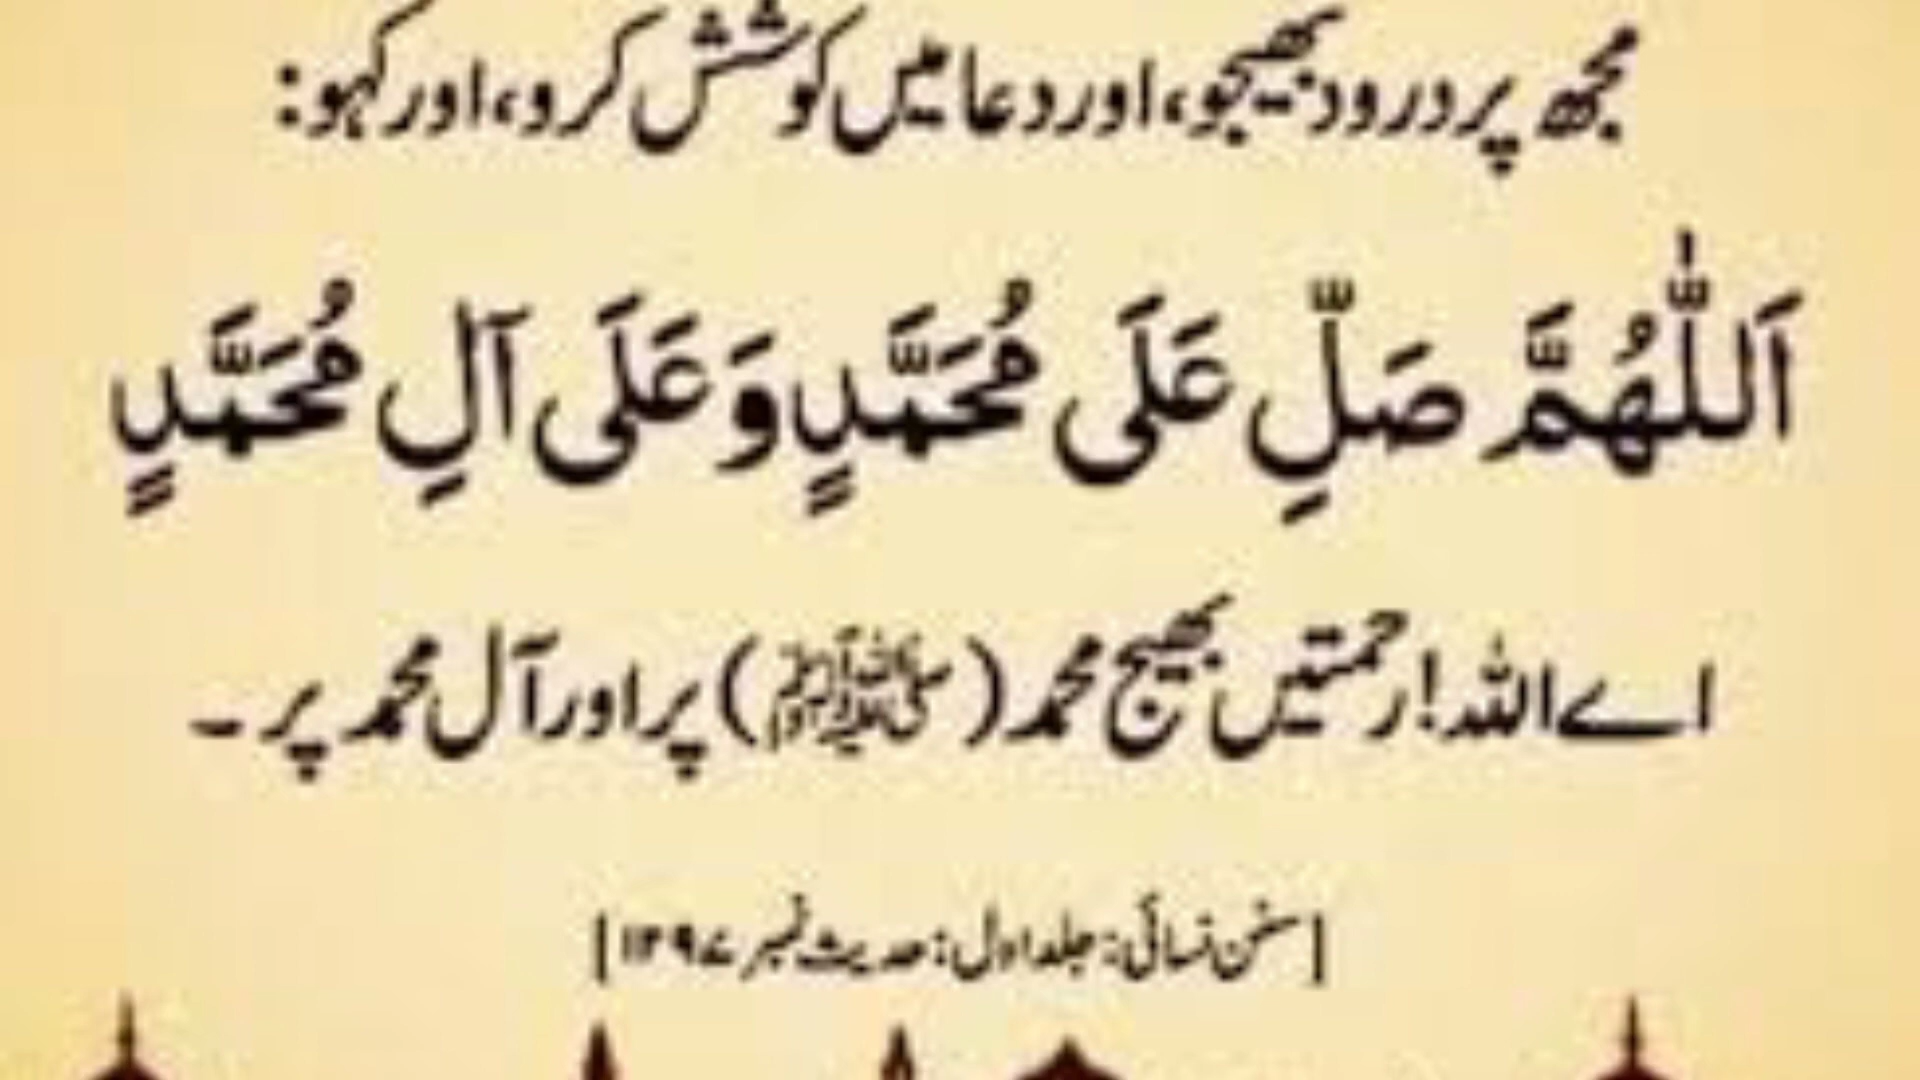 مجھ پر درود بھیجو، اور دعا میں کوشش کرو، اور کہو:
اَللّٰهُمَّ صَلِّ عَلَى مُحَمَّدٍ وَعَلَى آلِ مُحَمَّدٍ
اے اللہ! رحمتیں بھیج محمد (ﷺ) پر اور آل محمد پر۔
[سنن نسائی: جلد اول: حدیث نمبر ۱۲۹۷]